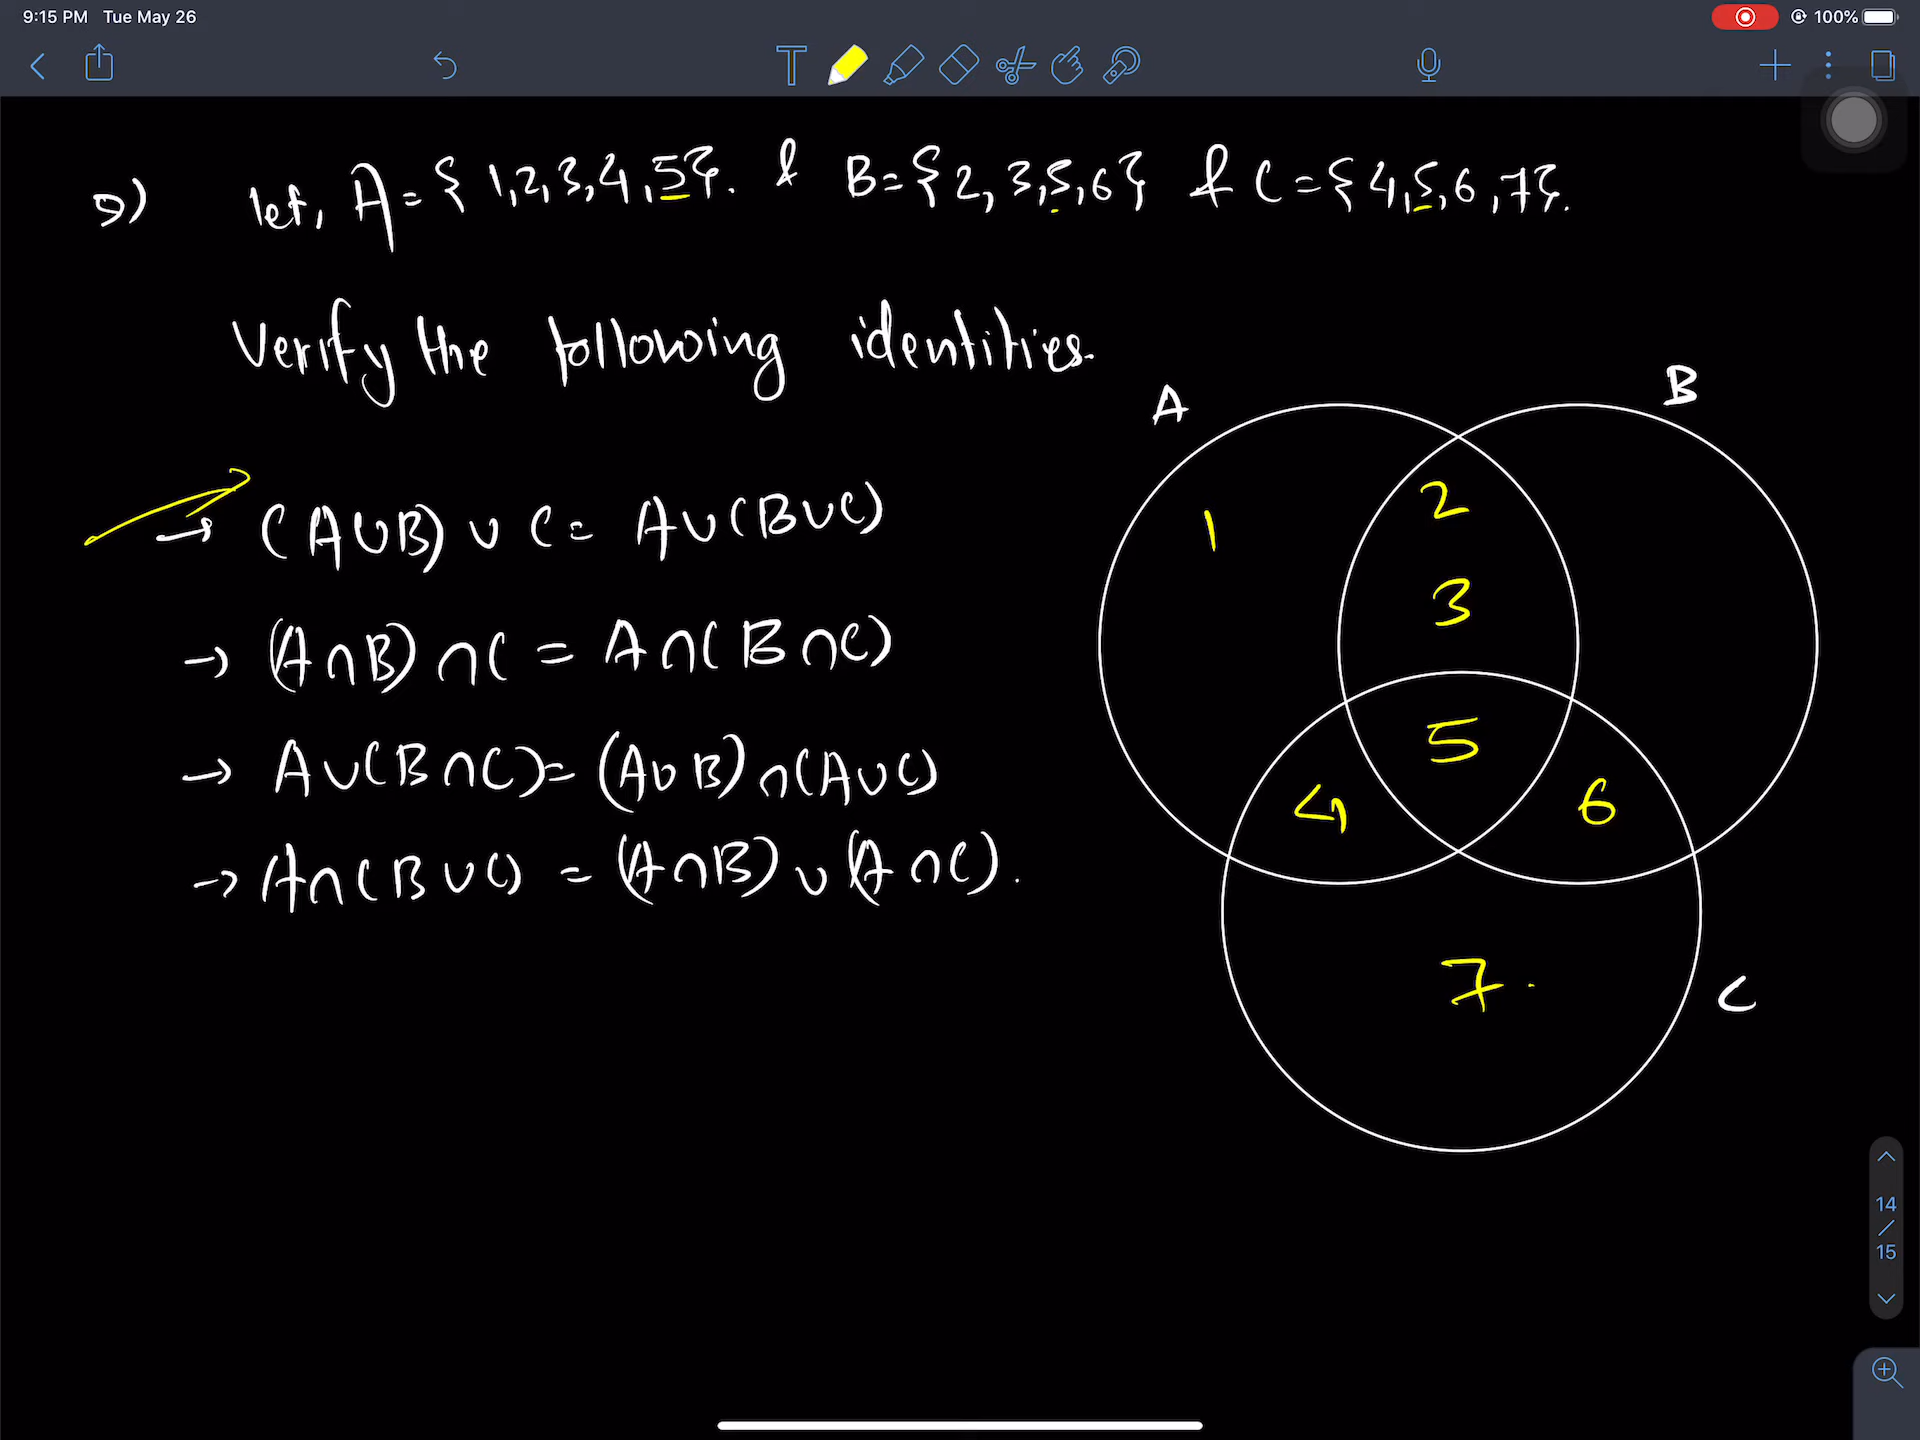 9:15 PM Tue May 26
100%
T
5) let, A = { 1,2,3,4,5}. & B={2,3,5,6} & C={4,5,6,7}.
Verify the following identities.
→ (A∪B) ∪ C = A∪(B∪C)
→ (A∩B)∩C = A∩(B∩C)
→ A∪(B∩C)= (A∪B)∩(A∪C)
→ A∩(B∪C) = (A∩B)∪(A∩C).
A
B
1
2
3
5
4
6
7.
C
14
/
15